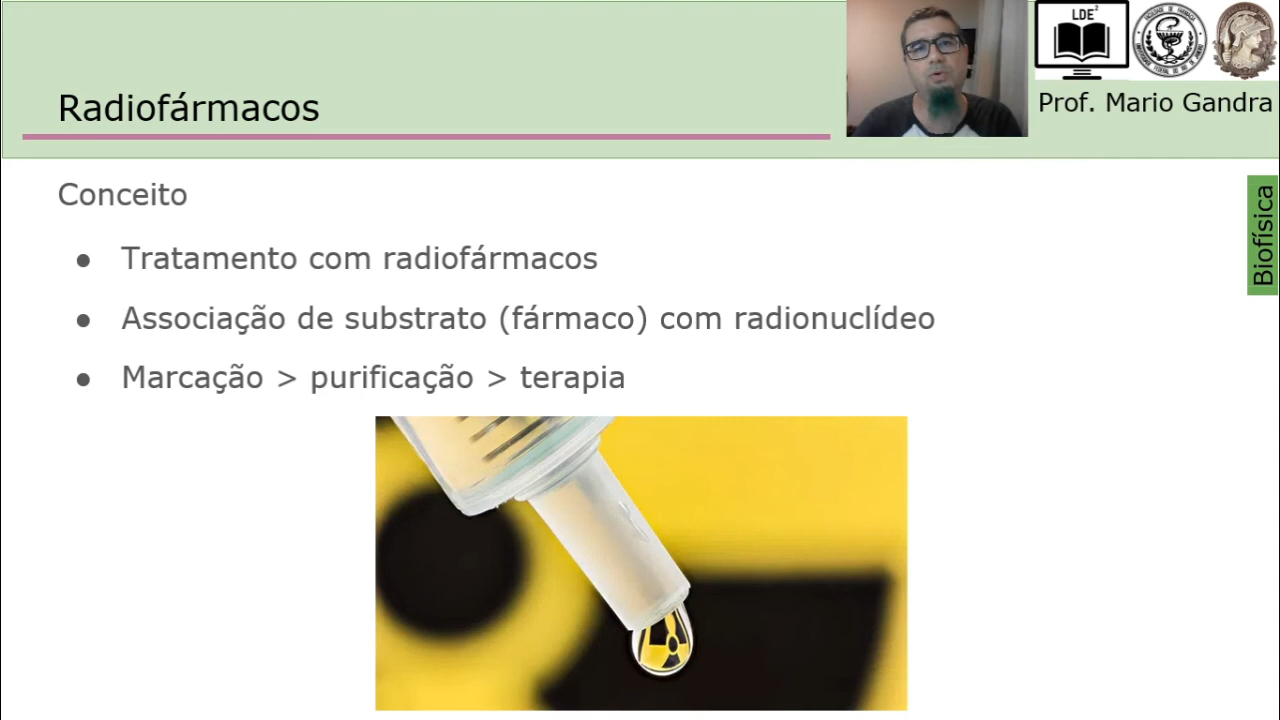 LDE²
Radiofármacos
Prof. Mario Gandra
Conceito
Biofísica
● Tratamento com radiofármacos
● Associação de substrato (fármaco) com radionuclídeo
● Marcação > purificação > terapia